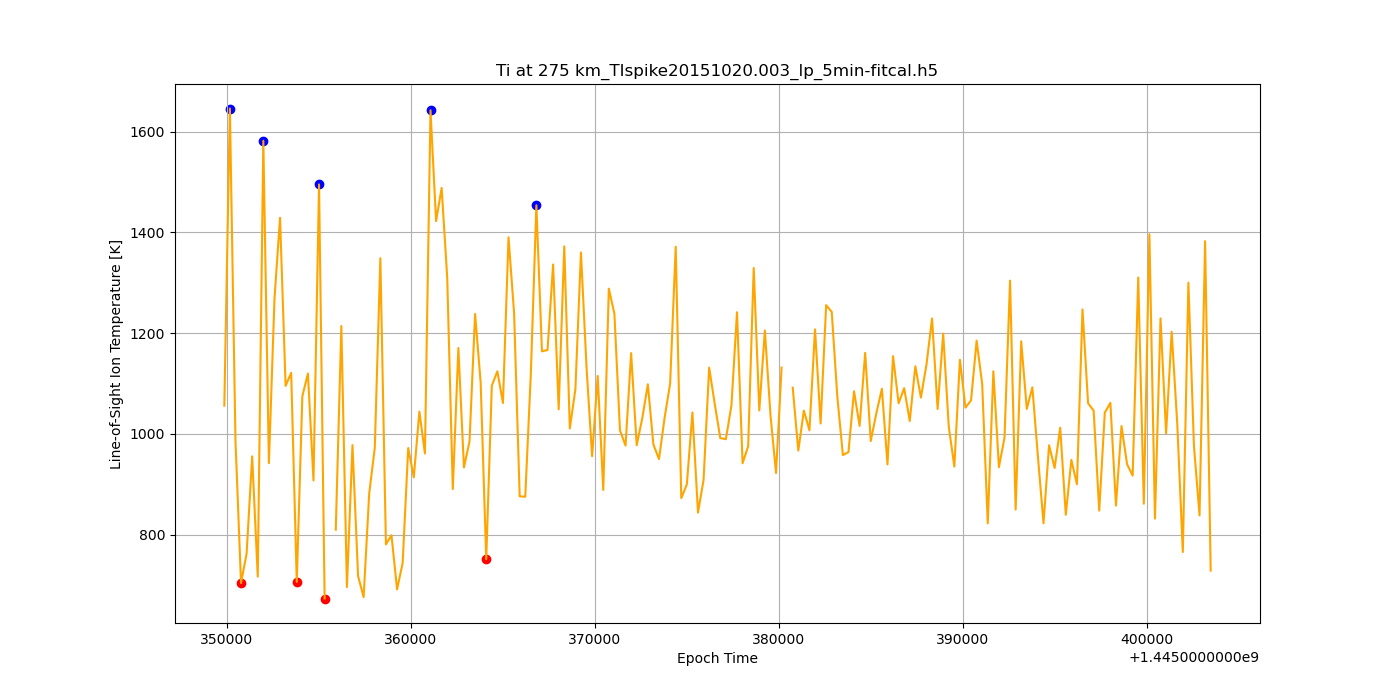 Ti at 275 km_TIspike20151020.003_lp_5min-fitcal.h5
Line-of-Sight Ion Temperature [K]
1600
1400
1200
1000
800
350000 360000 370000 380000 390000 400000
Epoch Time
+1.4450000000e9